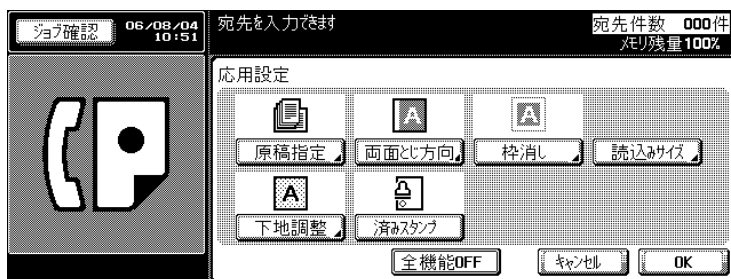 ジョブ確認
06/08/04
10:51
宛先を入力できます
宛先件数 000件
メモリ残量100%
応用設定
A
A
原稿指定
両面とじ方向
枠消し
読込みサイズ
A
下地調整
済みスタンプ
全機能OFF
キャンセル
OK